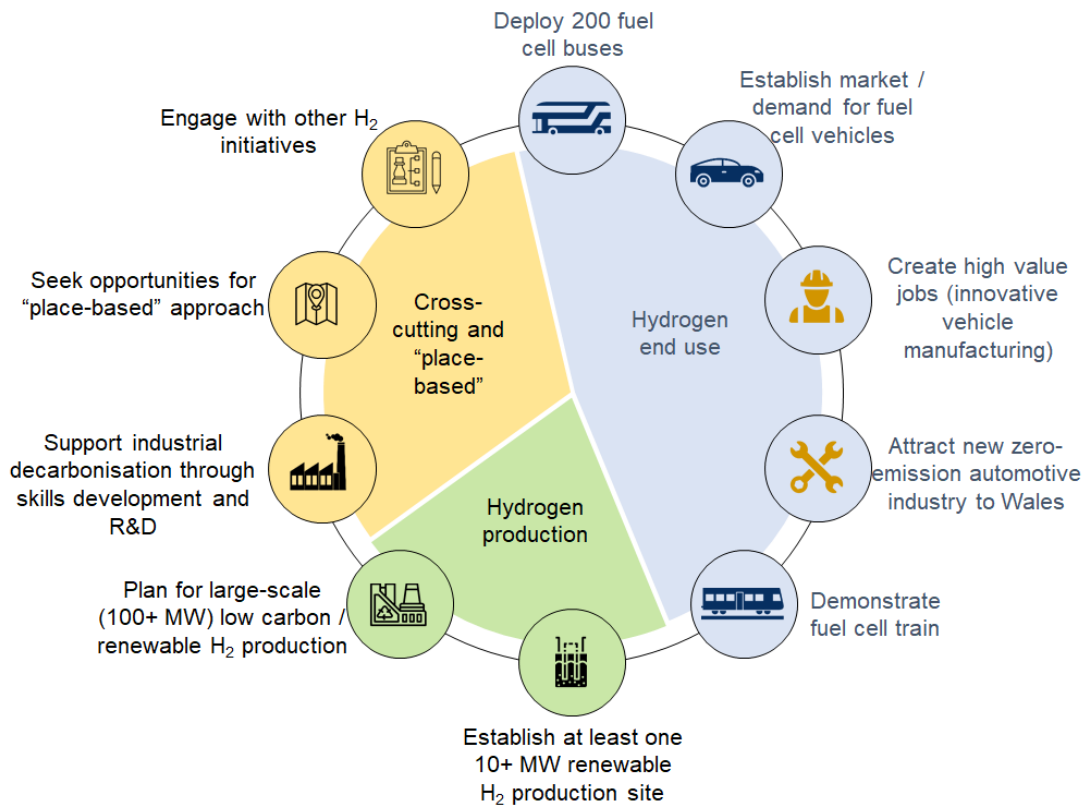 Deploy 200 fuel
cell buses
Establish market /
demand for fuel
cell vehicles
Create high value
jobs (innovative
vehicle
manufacturing)
Attract new zero-
emission automotive
industry to Wales
Demonstrate
fuel cell train
Establish at least one
10+ MW renewable
H₂ production site
Plan for large-scale
(100+ MW) low carbon /
renewable H₂ production
Support industrial
decarbonisation through
skills development and
R&D
Seek opportunities for
“place-based” approach
Engage with other H₂
initiatives
Cross-
cutting and
“place-
based”
Hydrogen
end use
Hydrogen
production